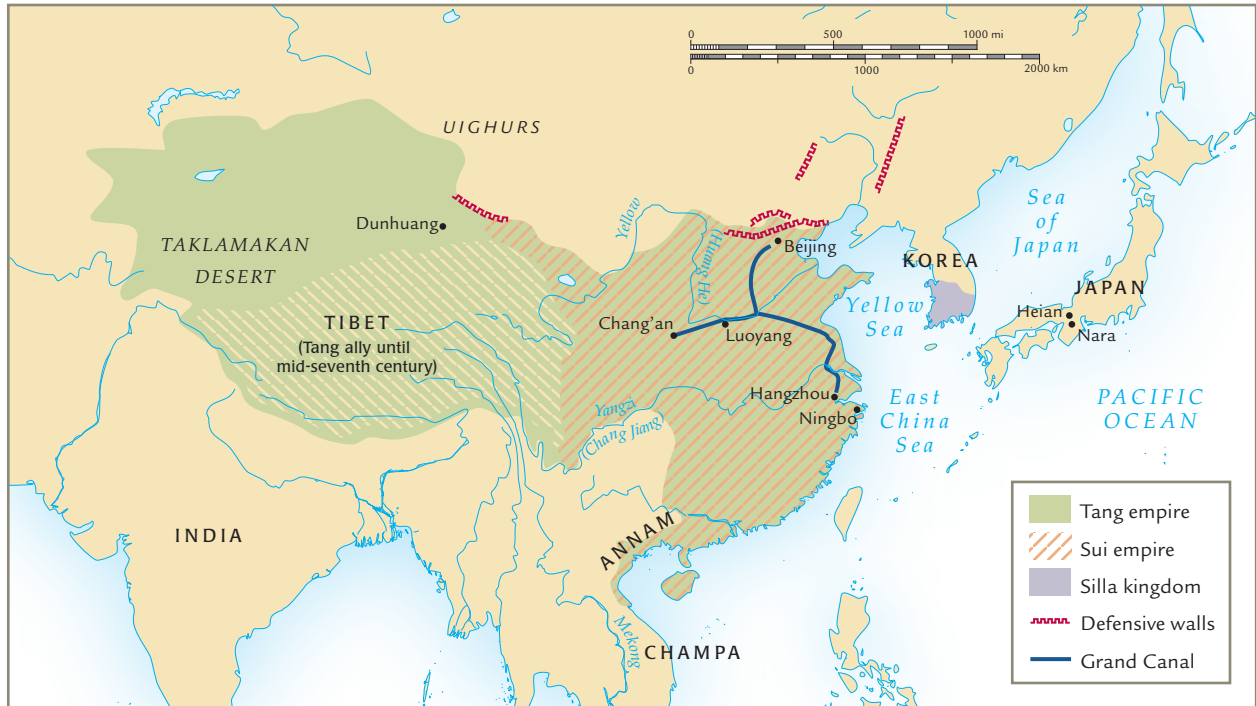 0 500 1000 mi
0 1000 2000 km
UIGHURS
Dunhuang
TAKLAMAKAN
DESERT
TIBET
(Tang ally until
mid-seventh century)
Yellow
(Huang He)
Beijing
Chang'an
Luoyang
Hangzhou
Ningbo
Yangzi
(Chang Jiang)
KOREA
Yellow
Sea
Sea
of
Japan
JAPAN
Heian
Nara
East
China
Sea
PACIFIC
OCEAN
INDIA
ANNAM
Mekong
CHAMPA
Tang empire
Sui empire
Silla kingdom
Defensive walls
Grand Canal